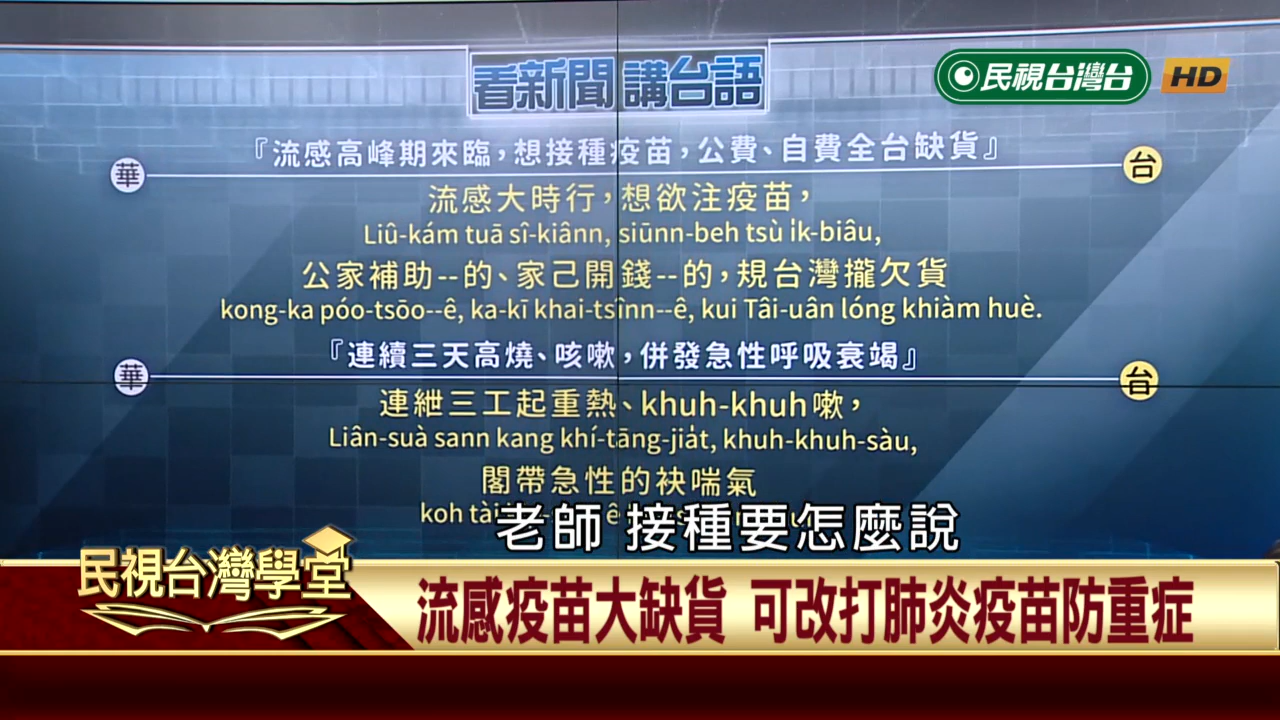 看新聞 講台語
民視台灣台 HD
『流感高峰期來臨，想接種疫苗，公費、自費全台缺貨』
華
台
流感大時行，想欲注疫苗，
Liû-kám tuā sî-kiânn, siūnn-beh tsù i̍k-biâu,
公家補助--的、家己開錢--的，規台灣攏欠貨
kong-ka póo-tsōo--ê, ka-kī khai-tsînn--ê, kui Tâi-uân lóng khiàm huè.
『連續三天高燒、咳嗽，併發急性呼吸衰竭』
華
台
連紲三工起重熱、khuh-khuh嗽，
Liân-suà sann kang khí-tāng-jia̍t, khuh-khuh-sàu,
閣帶急性的袂喘氣
koh tài
老師 接種要怎麼說
民視台灣學堂
流感疫苗大缺貨 可改打肺炎疫苗防重症